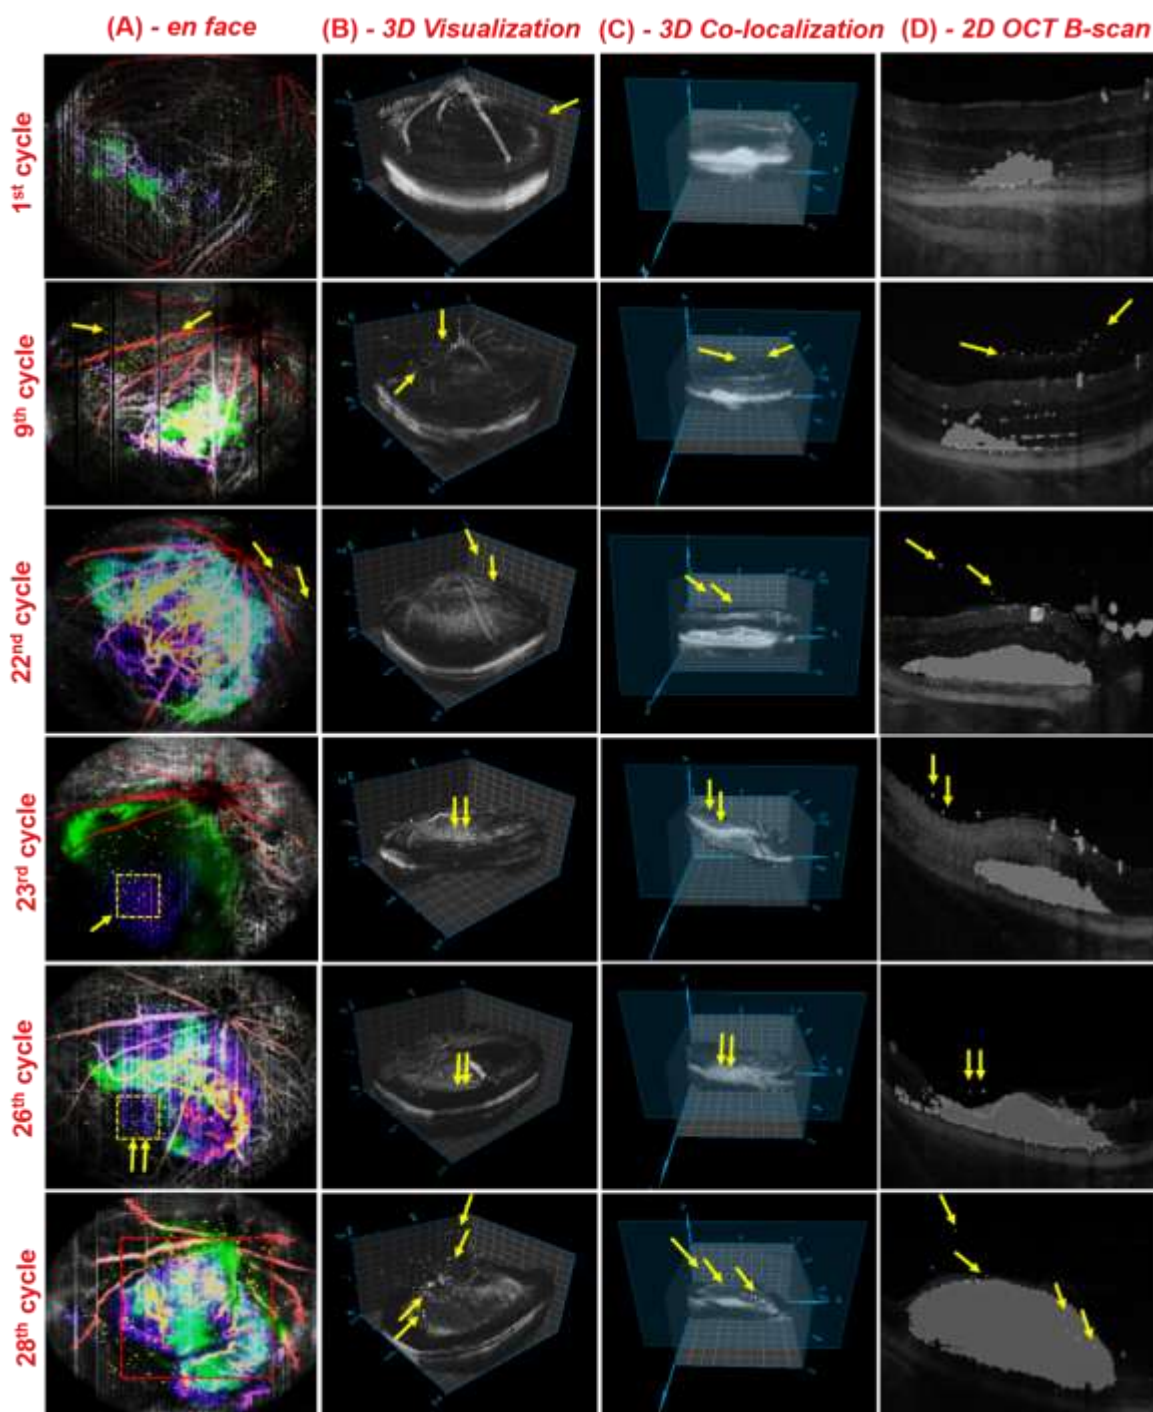 (A) - en face (B) - 3D Visualization (C) - 3D Co-localization (D) - 2D OCT B-scan
1st cycle
9th cycle
22nd cycle
23rd cycle
26th cycle
28th cycle